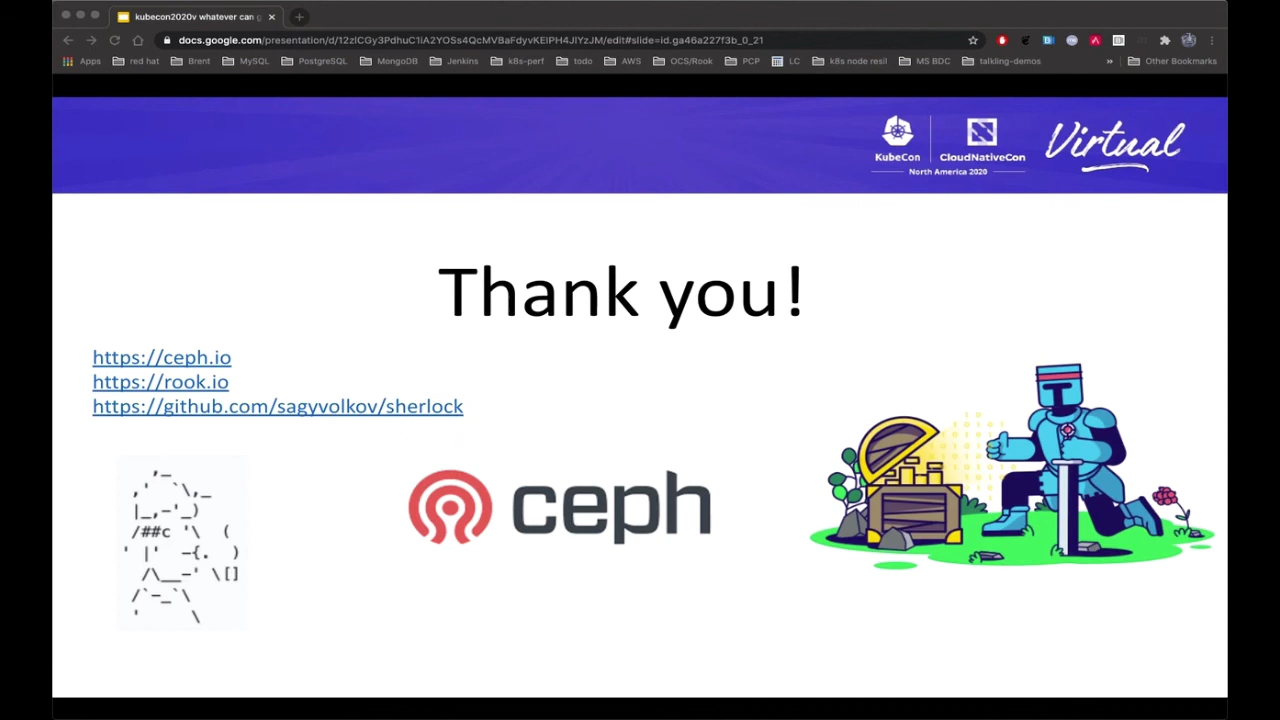 kubecon2020v whatever can g
docs.google.com/presentation/d/12zlCGy3PdhuC1lA2YOSs4QcMVBaFdyvKEIPH4JIYzJM/edit#slide=id.ga46a227f3b_0_21
Apps red hat Brent MySQL PostgreSQL MongoDB Jenkins k8s-perf todo AWS OCS/Rook PCP LC k8s node resil MS BDC talkling-demos » Other Bookmarks
KubeCon CloudNativeCon Virtual
North America 2020
Thank you!
https://ceph.io
https://rook.io
https://github.com/sagyvolkov/sherlock
ceph